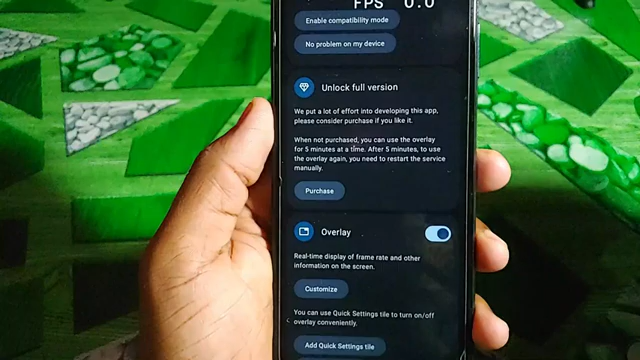 FPS 0.0
Enable compatibility mode
No problem on my device
Unlock full version
We put a lot of effort into developing this app,
please consider purchase if you like it.
When not purchased, you can use the overlay
for 5 minutes at a time. After 5 minutes, to use
the overlay again, you need to restart the service
manually.
Purchase
Overlay
Real-time display of frame rate and other
information on the screen.
Customize
You can use Quick Settings tile to turn on/off
overlay conveniently.
Add Quick Settings tile